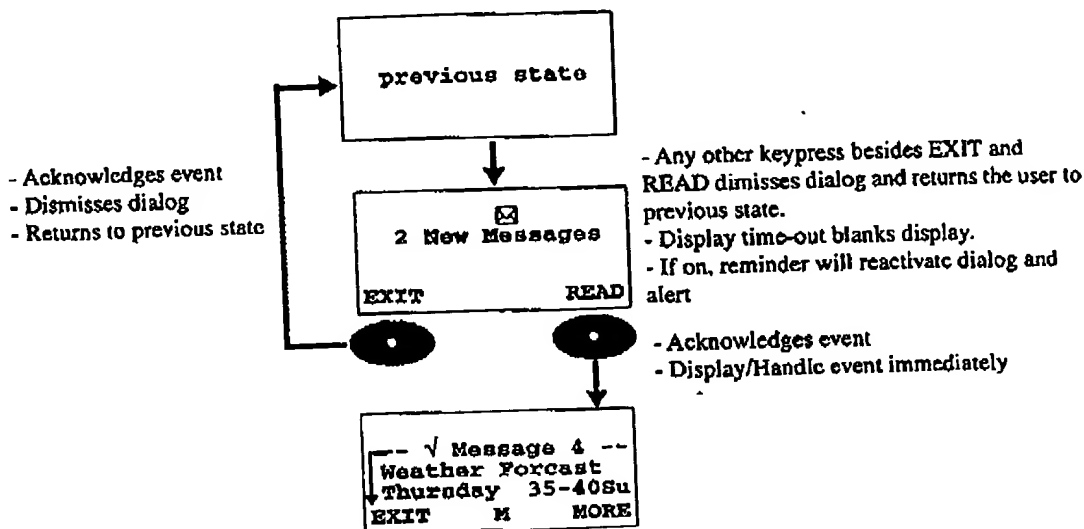 previous state
- Acknowledges event
- Dismisses dialog
- Returns to previous state
- Any other keypress besides EXIT and
READ dimisses dialog and returns the user to
previous state.
- Display time-out blanks display.
- If on, reminder will reactivate dialog and
alert
2 New Messages
EXIT READ
- Acknowledges event
- Display/Handle event immediately
-- √ Message 4 --
Weather Forcast
Thursday 35-40Su
EXIT M MORE